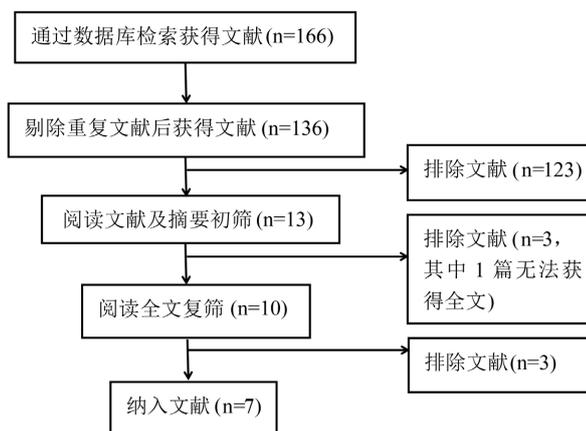 通过数据库检索获得文献(n=166)
剔除重复文献后获得文献(n=136)
排除文献(n=123)
阅读文献及摘要初筛(n=13)
排除文献(n=3,
其中 1 篇无法获
得全文)
阅读全文复筛(n=10)
排除文献(n=3)
纳入文献(n=7)